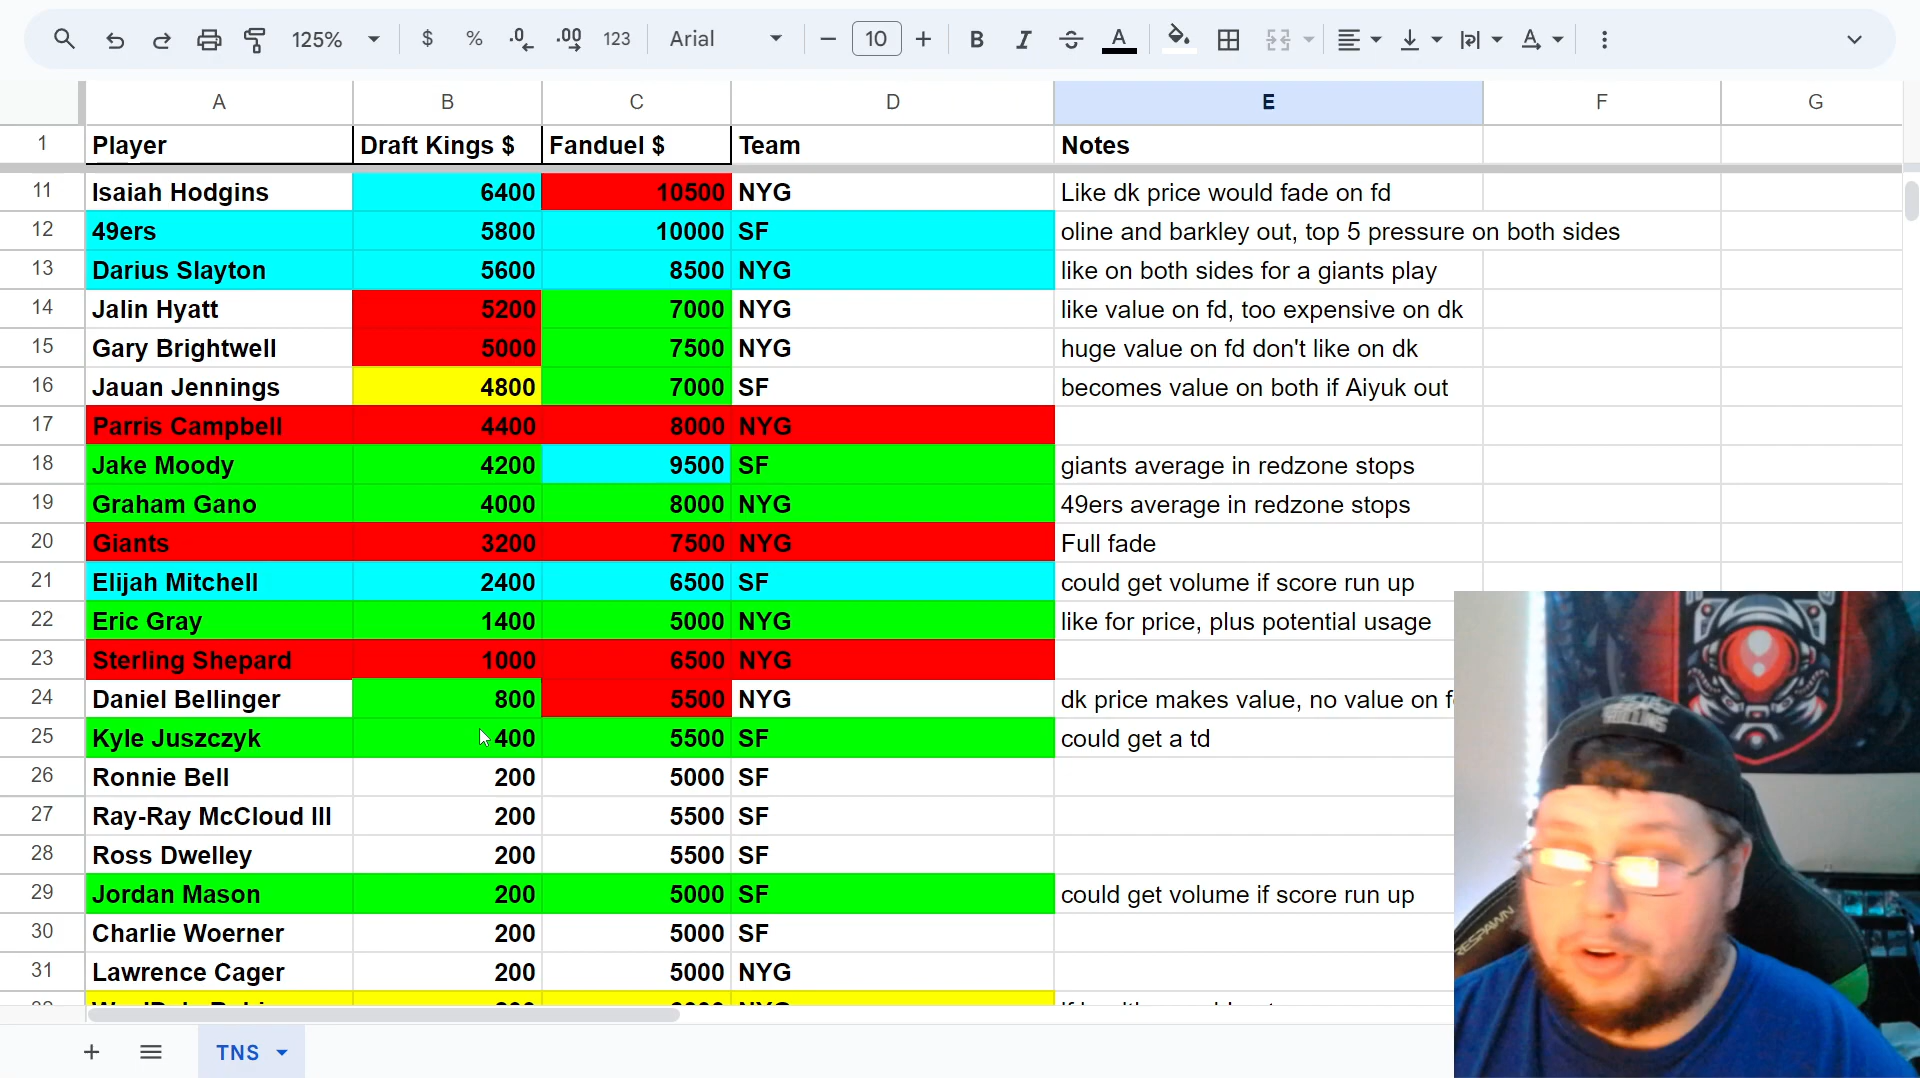 125% $ % .0 .00 123 Arial 10 B I S A A
A B C D E F G
1 Player Draft Kings $ Fanduel $ Team Notes
11 Isaiah Hodgins 6400 10500 NYG Like dk price would fade on fd
12 49ers 5800 10000 SF oline and barkley out, top 5 pressure on both sides
13 Darius Slayton 5600 8500 NYG like on both sides for a giants play
14 Jalin Hyatt 5200 7000 NYG like value on fd, too expensive on dk
15 Gary Brightwell 5000 7500 NYG huge value on fd don't like on dk
16 Jauan Jennings 4800 7000 SF becomes value on both if Aiyuk out
17 Parris Campbell 4400 8000 NYG
18 Jake Moody 4200 9500 SF giants average in redzone stops
19 Graham Gano 4000 8000 NYG 49ers average in redzone stops
20 Giants 3200 7500 NYG Full fade
21 Elijah Mitchell 2400 6500 SF could get volume if score run up
22 Eric Gray 1400 5000 NYG like for price, plus potential usage
23 Sterling Shepard 1000 6500 NYG
24 Daniel Bellinger 800 5500 NYG dk price makes value, no value on
25 Kyle Juszczyk 400 5500 SF could get a td
26 Ronnie Bell 200 5000 SF
27 Ray-Ray McCloud III 200 5500 SF
28 Ross Dwelley 200 5500 SF
29 Jordan Mason 200 5000 SF could get volume if score run up
30 Charlie Woerner 200 5000 SF
31 Lawrence Cager 200 5000 NYG
TNS
RESPAWN